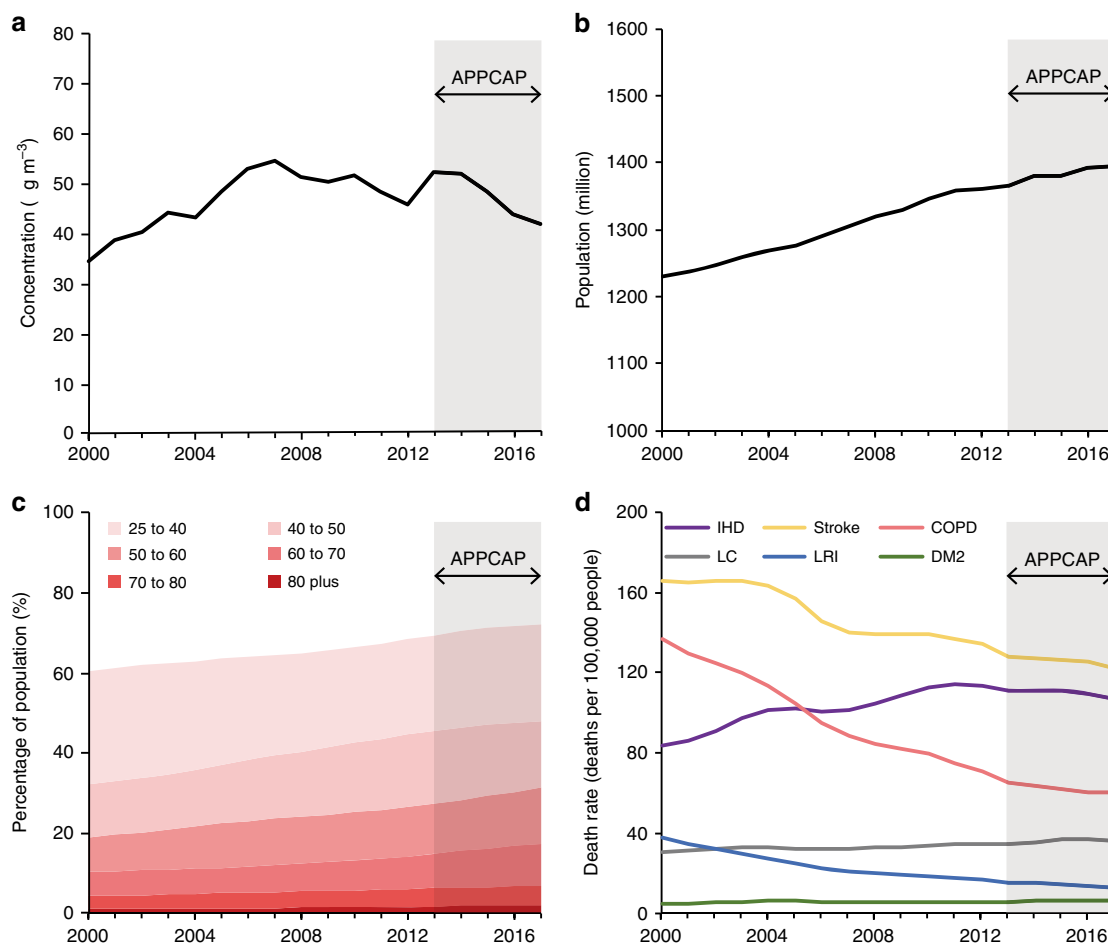 a
80
70
60
50
40
30
20
10
0
Concentration ( g m⁻³)
APPCAP
2000 2004 2008 2012 2016
b
1600
1500
1400
1300
1200
1100
1000
Population (million)
APPCAP
2000 2004 2008 2012 2016
c
100
80
60
40
20
0
Percentage of population (%)
25 to 40 40 to 50
50 to 60 60 to 70
70 to 80 80 plus
APPCAP
2000 2004 2008 2012 2016
d
200
160
120
80
40
0
Death rate (deaths per 100,000 people)
IHD Stroke COPD
LC LRI DM2
APPCAP
2000 2004 2008 2012 2016